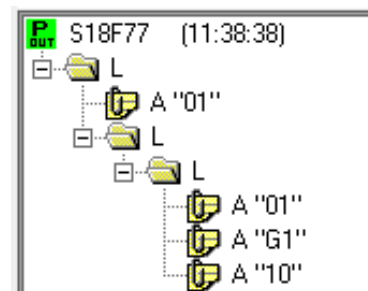 P OUT S18F77 (11:38:38)
L
A "01"
L
L
A "01"
A "G1"
A "10"